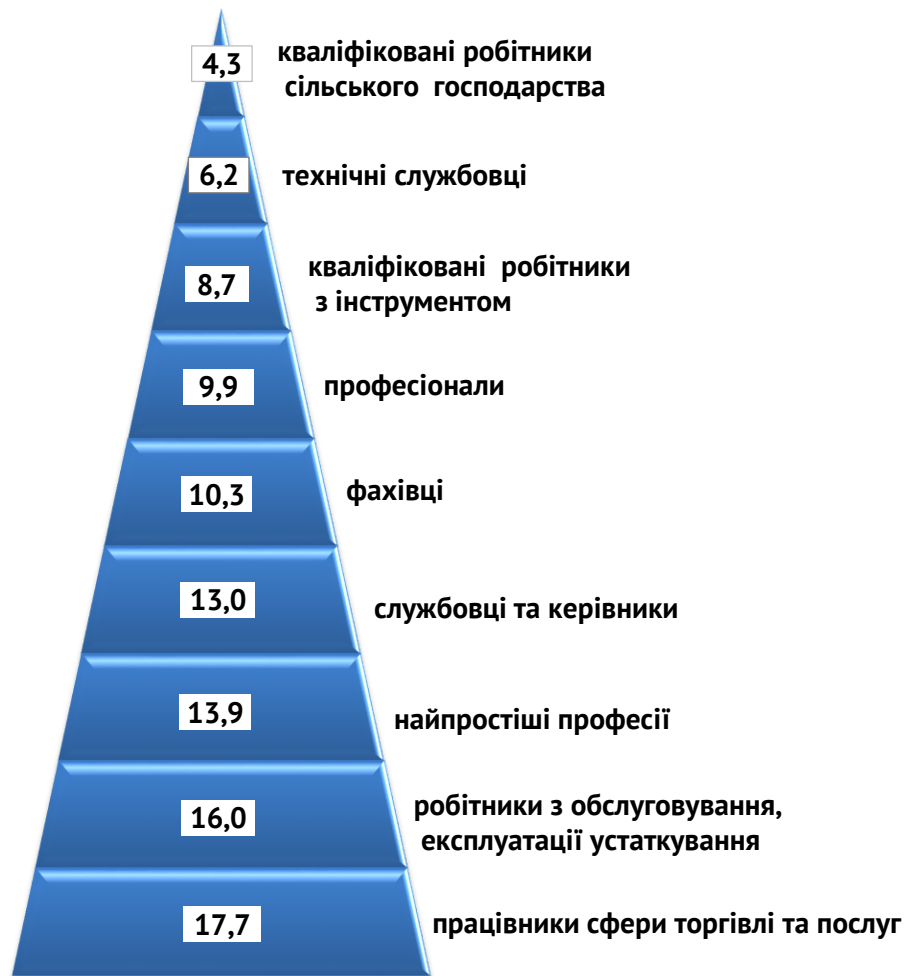 4,3
кваліфіковані робітники
сільського господарства
6,2
технічні службовці
кваліфіковані робітники
8,7
з інструментом
9,9
професіонали
10,3
фахівці
13,0
службовці та керівники
13,9
найпростіші професії
16,0
робітники з обслуговування,
експлуатації устаткування
17,7
працівники сфери торгівлі та послуг